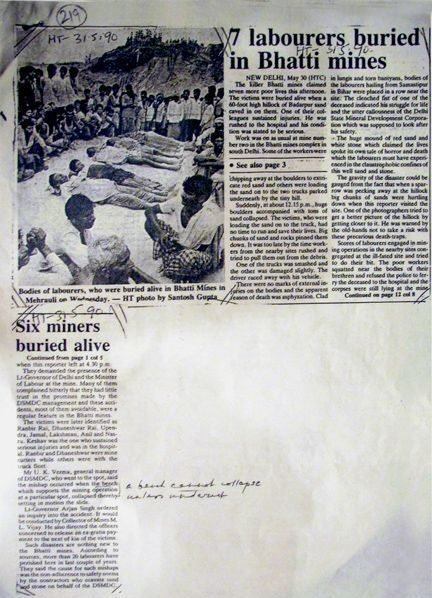 219
HT - 31.5.90
HT - 31.5.90.
7 labourers buried
in Bhatti mines
NEW DELHI, May 30 (HTC)
The killer Bhatti mines claimed
seven more poor lives this afternoon.
These were buried alive when a
60-foot high hillock of Badarpur sand
caved in on them. One of their col-
leagues sustained injuries. He was
rushed to the hospital and his condi-
tion was stated to be serious.
Work was on as usual at mine num-
ber two in the Bhatti mines complex in
south Delhi. Some of the workers were
• See also page 3
chipping away at the boulders to extri-
cate red sand and others were loading
the sand on to the two trucks parked
underneath by the tiny hill.
Suddenly, at about 12.15 p.m., huge
boulders accompanied with tons of
sand collapsed. The victims, who were
loading the sand on to the truck, had
no time to run and save their lives. Big
chunks of sand and rocks pinned them
down. It was too late by the time work-
ers from the nearby sites rushed and
tried to pull them out from the debris.
One of the trucks was smashed and
the other was damaged slightly. The
driver raced away with his vehicle.
There were no marks of external in-
juries on the bodies and the apparent
reason of death was asphyxation. Clad
in lungis and torn baniyans, bodies of
the labourers hailing from Samastipur
in Bihar were placed in a row near the
site. The clenched fist of one of the
deceased indicated his struggle for life
and the utter callousness of the Delhi
State Mineral Development Corpora-
tion which was supposed to look after
his safety.
The huge mound of red sand and
white stone which claimed the lives
spoke its own tale of horror and death
which the labourers must have experi-
enced in the claustrophobic confines of
this well sand and stone.
The gravity of the disaster could be
gauged from the fact that when a spar-
row was pecking away at the hillock
big chunks of sand were hurtling
down when this reporter visited the
site. One of the photographers tried to
get a better picture of the hillock by
getting closer to it. He was warned by
the old-hands not to take a risk with
these precarious death-traps.
Scores of labourers engaged in min-
ing operations in the nearby sites con-
gregated at the ill-fated site and tried
to do their bit. The poor workers
squatted near the bodies of their
brethren and refused the police to fer-
ry the deceased to the hospital and the
corpses were still lying at the mine
Continued on page 12 col 8
Bodies of labourers, who were buried alive in Bhatti Mines in
Mehrauli on Wednesday. — HT photo by Santosh Gupta
HT - 31.5.90
Six miners
buried alive
Continued from page 1 col 5
when this reporter left at 4.30 p.m.
They demanded the presence of the
Lt-Governor of Delhi and the Minister
of Labour at the mine. Many of them
complained bitterly that they had little
trust in the promises made by the
DSMDC management and these acci-
dents, most of them avoidable, were a
regular feature in the Bhatti mines.
The victims were later identified as
Ranbir Rai, Dhaneshwar Rai, Upen-
dra, Jamal, Lakshman, Anil and Nas-
ru. Keshav was the one who sustained
serious injuries and was in the hospi-
tal. Ranbir and Dhaneshwar were mine
cutters while others were with the
truck fleet.
Mr U. K. Verma, general manager
of DSMDC, who went to the spot, said
the mishap occurred when the bench
which supports the mining operation
at a particular spot, collapsed thereby
setting in motion the slide.
a bench cannot collapse
unless undercut
Lt-Governor Arjan Singh ordered
an inquiry into the accident. It would
be conducted by Collector of Mines M.
L. Vijay. He also directed the officers
concerned to release an ex-gratia pay-
ment to the next of kin of the victims.
Such disasters are nothing new to
the Bhatti mines. According to
sources, more than 20 labourers have
perished here in last couple of years.
They said the cause for such mishaps
was the non-adherence to safety norms
by the contractors who execute sand
and stone on behalf of the DSMDC.